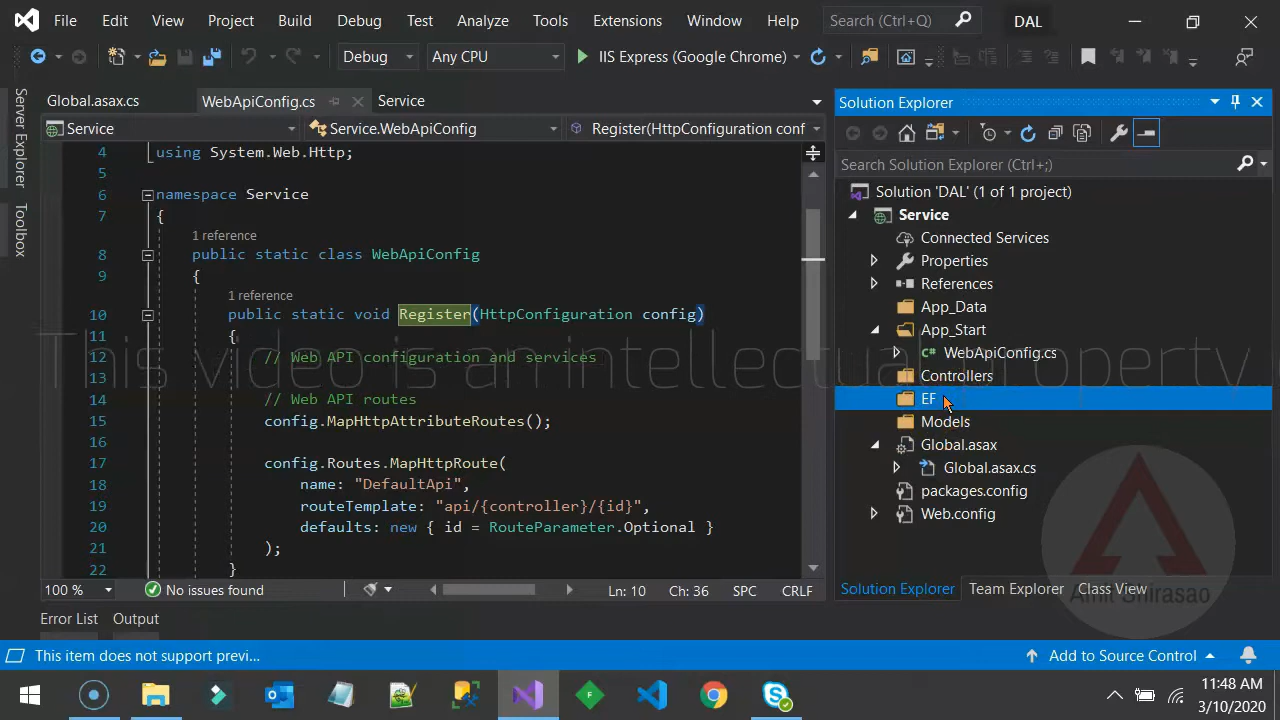 File Edit View Project Build Debug Test Analyze Tools Extensions Window Help Search (Ctrl+Q) DAL
Debug Any CPU IIS Express (Google Chrome)
Server Explorer
Toolbox
Global.asax.cs WebApiConfig.cs Service
Service Service.WebApiConfig Register(HttpConfiguration conf
4 using System.Web.Http;
5
6 namespace Service
7 {
1 reference
8 public static class WebApiConfig
9 {
1 reference
10 public static void Register(HttpConfiguration config)
11 {
12 // Web API configuration and services
13
14 // Web API routes
15 config.MapHttpAttributeRoutes();
16
17 config.Routes.MapHttpRoute(
18 name: "DefaultApi",
19 routeTemplate: "api/{controller}/{id}",
20 defaults: new { id = RouteParameter.Optional }
21 );
22 }
100 % No issues found Ln: 10 Ch: 36 SPC CRLF
Error List Output
Solution Explorer
Search Solution Explorer (Ctrl+;)
Solution 'DAL' (1 of 1 project)
Service
Connected Services
Properties
References
App_Data
App_Start
C# WebApiConfig.cs
Controllers
EF
Models
Global.asax
Global.asax.cs
packages.config
Web.config
Solution Explorer Team Explorer Class View
This video is an intellectual property.
Amit Shirasao
This item does not support previ... Add to Source Control
11:48 AM
3/10/2020